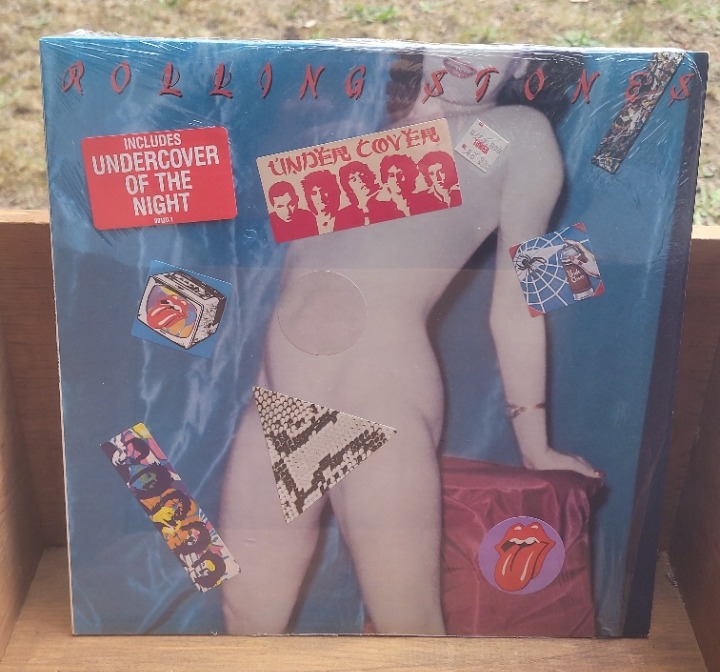 ROLLING STONES
INCLUDES
UNDERCOVER
OF THE
NIGHT
UNDER COVER